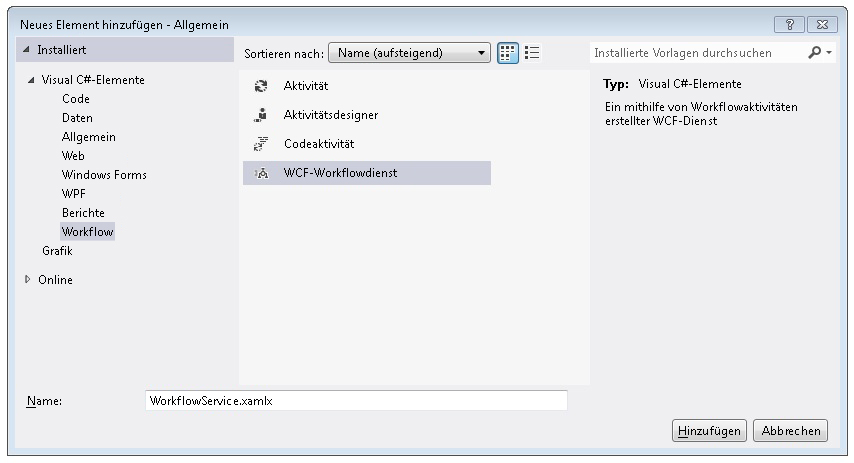 Neues Element hinzufügen - Allgemein
Installiert
Sortieren nach: Name (aufsteigend)
Installierte Vorlagen durchsuchen
Visual C#-Elemente
Code
Daten
Allgemein
Web
Windows Forms
WPF
Berichte
Workflow
Grafik
Online
Aktivität
Aktivitätsdesigner
Codeaktivität
WCF-Workflowdienst
Typ: Visual C#-Elemente
Ein mithilfe von Workflowaktivitäten
erstellter WCF-Dienst
Name: WorkflowService.xamlx
Hinzufügen Abbrechen